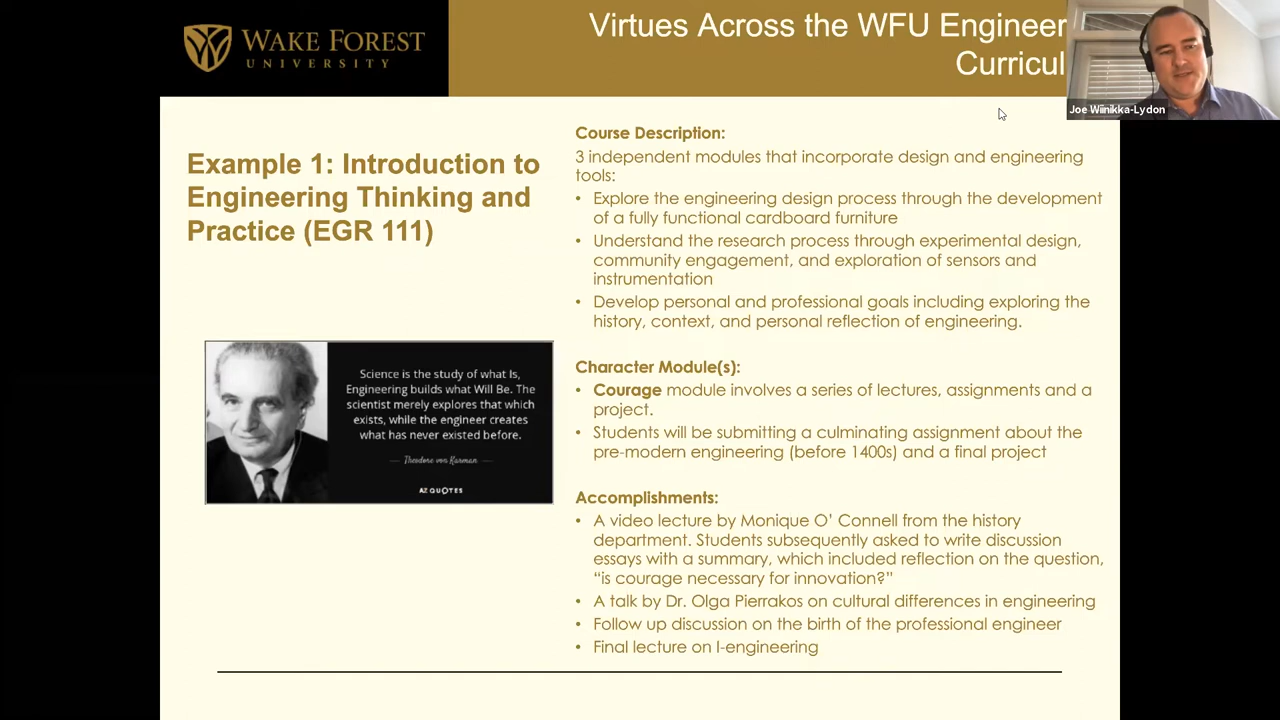 WAKE FOREST
UNIVERSITY
Virtues Across the WFU Engineer
Curricul
Joe Wiinikka-Lydon
Example 1: Introduction to
Engineering Thinking and
Practice (EGR 111)
Science is the study of what Is,
Engineering builds what Will Be. The
scientist merely explores that which
exists, while the engineer creates
what has never existed before.
Theodore von Karman
AZ QUOTES
Course Description:
3 independent modules that incorporate design and engineering
tools:
• Explore the engineering design process through the development
of a fully functional cardboard furniture
• Understand the research process through experimental design,
community engagement, and exploration of sensors and
instrumentation
• Develop personal and professional goals including exploring the
history, context, and personal reflection of engineering.
Character Module(s):
• Courage module involves a series of lectures, assignments and a
project.
• Students will be submitting a culminating assignment about the
pre-modern engineering (before 1400s) and a final project
Accomplishments:
• A video lecture by Monique O’ Connell from the history
department. Students subsequently asked to write discussion
essays with a summary, which included reflection on the question,
“is courage necessary for innovation?”
• A talk by Dr. Olga Pierrakos on cultural differences in engineering
• Follow up discussion on the birth of the professional engineer
• Final lecture on I-engineering